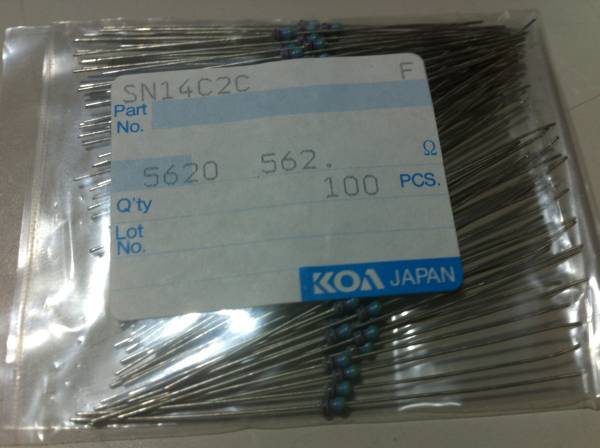 SN14C2C F
Part
No.
5620 562. Ω
100 PCS.
Q'ty
Lot
No.
KOA JAPAN